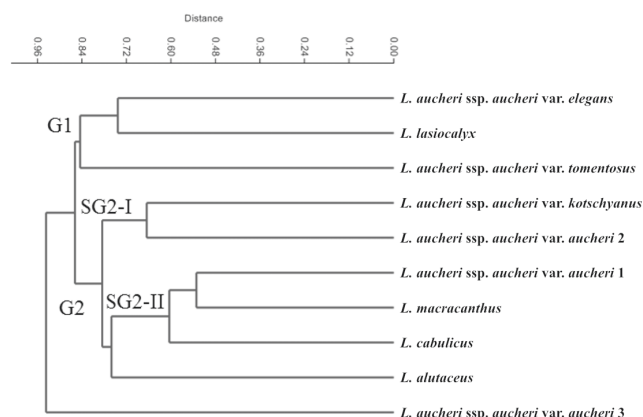 Distance
0.96 0.84 0.72 0.60 0.48 0.36 0.24 0.12 0.00
L. aucheri ssp. aucheri var. elegans
G1
L. lasiocalyx
L. aucheri ssp. aucheri var. tomentosus
SG2-I
L. aucheri ssp. aucheri var. kotschyanus
L. aucheri ssp. aucheri var. aucheri 2
L. aucheri ssp. aucheri var. aucheri 1
G2
SG2-II
L. macracanthus
L. cabulicus
L. alutaceus
L. aucheri ssp. aucheri var. aucheri 3